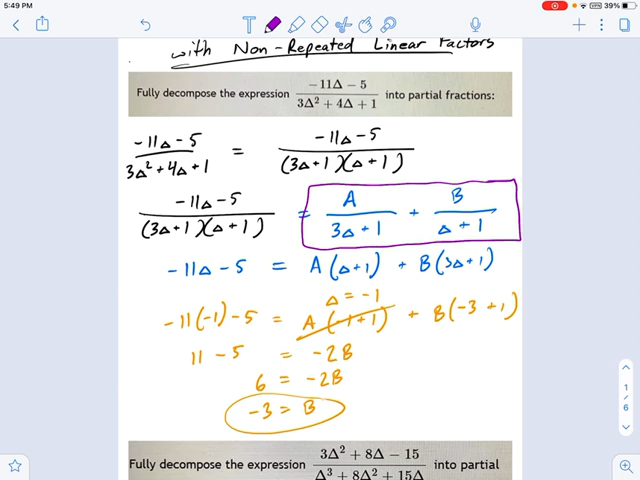 5:49 PM
VPN 39%
with Non-Repeated Linear Factors
Fully decompose the expression (-11Δ - 5)/(3Δ² + 4Δ + 1) into partial fractions:
(-11Δ - 5)/(3Δ² + 4Δ + 1) = (-11Δ - 5)/((3Δ+1)(Δ+1))
(-11Δ - 5)/((3Δ+1)(Δ+1)) = A/(3Δ+1) + B/(Δ+1)
-11Δ - 5 = A(Δ+1) + B(3Δ+1)
Δ = -1
-11(-1) - 5 = A(-1+1) + B(-3+1)
11 - 5 = -2B
6 = -2B
-3 = B
1
/
6
Fully decompose the expression (3Δ² + 8Δ - 15)/(Δ³ + 8Δ² + 15Δ) into partial